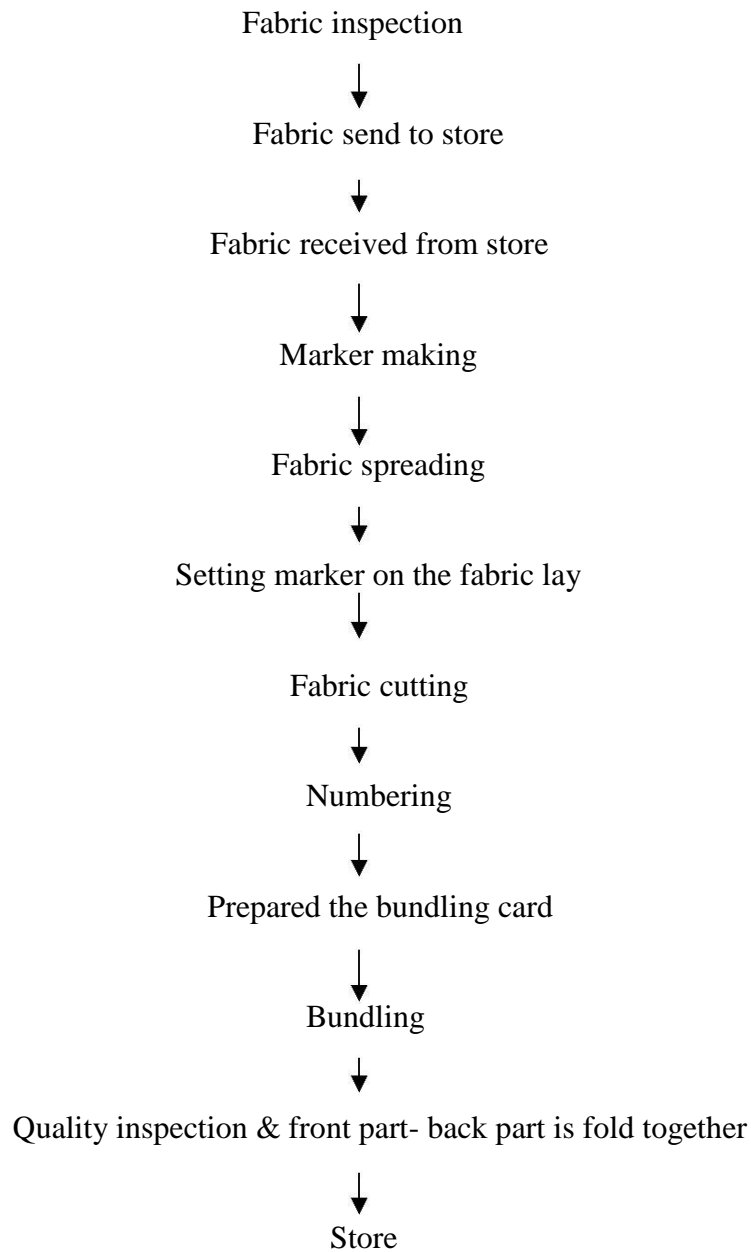 Fabric inspection
Fabric send to store
Fabric received from store
Marker making
Fabric spreading
Setting marker on the fabric lay
Fabric cutting
Numbering
Prepared the bundling card
Bundling
Quality inspection & front part- back part is fold together
Store